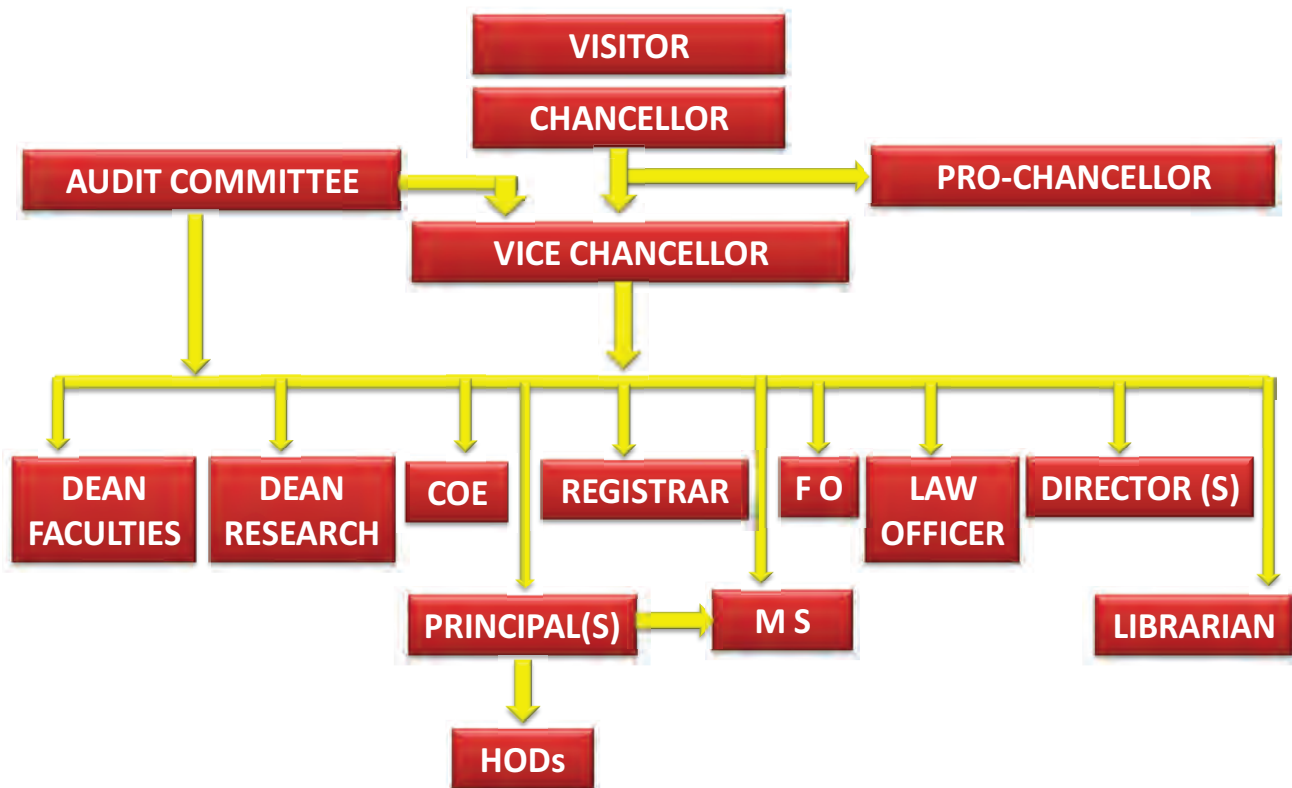 VISITOR
CHANCELLOR
AUDIT COMMITTEE
PRO-CHANCELLOR
VICE CHANCELLOR
DEAN
FACULTIES
DEAN
RESEARCH
COE
REGISTRAR
F O
LAW
OFFICER
DIRECTOR (S)
PRINCIPAL(S)
M S
LIBRARIAN
HODs